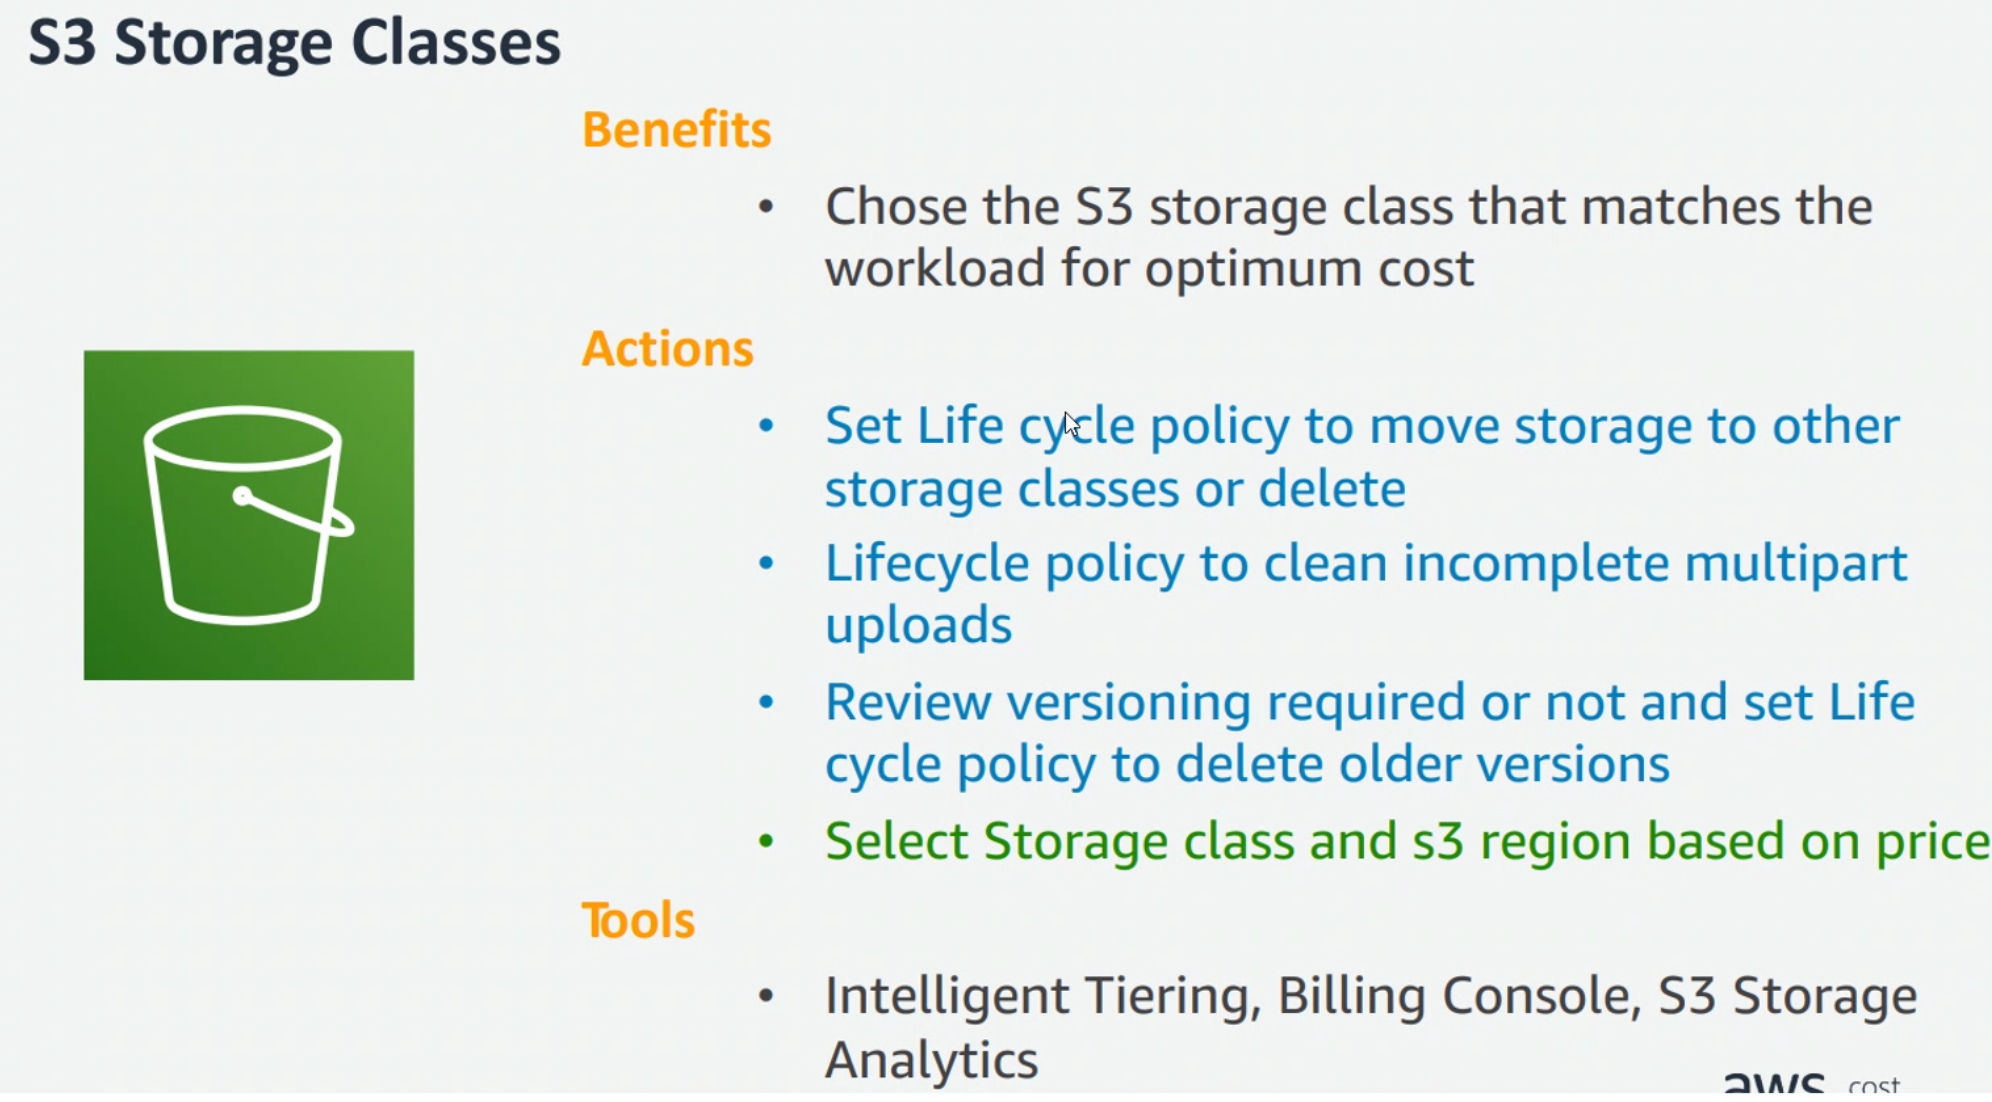 S3 Storage Classes
Benefits
• Chose the S3 storage class that matches the
workload for optimum cost
Actions
• Set Life cycle policy to move storage to other
storage classes or delete
• Lifecycle policy to clean incomplete multipart
uploads
• Review versioning required or not and set Life
cycle policy to delete older versions
• Select Storage class and s3 region based on price
Tools
• Intelligent Tiering, Billing Console, S3 Storage
Analytics
aws cost